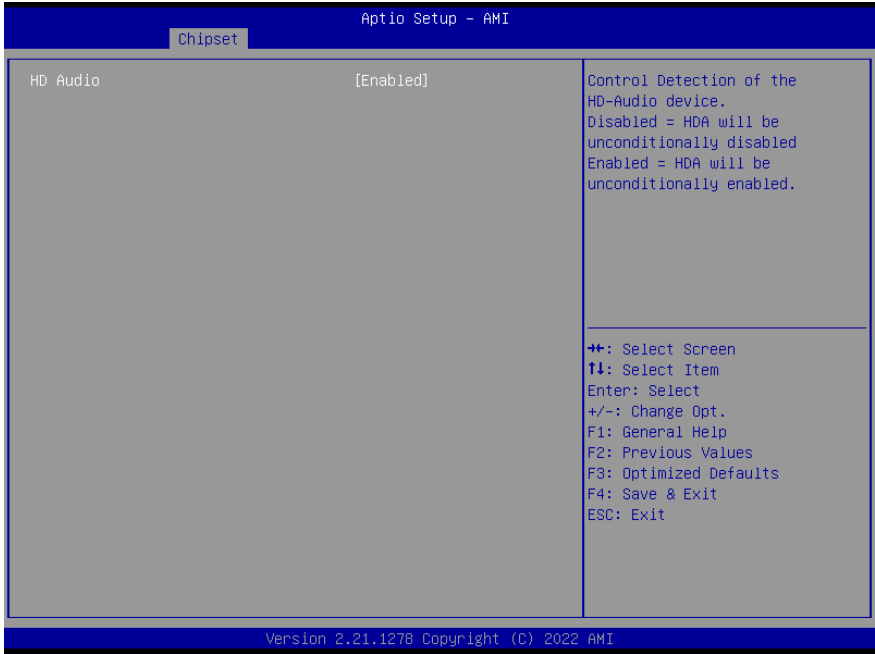 Aptio Setup – AMI
Chipset
HD Audio [Enabled]
Control Detection of the
HD-Audio device.
Disabled = HDA will be
unconditionally disabled
Enabled = HDA will be
unconditionally enabled.
→←: Select Screen
↑↓: Select Item
Enter: Select
+/-: Change Opt.
F1: General Help
F2: Previous Values
F3: Optimized Defaults
F4: Save & Exit
ESC: Exit
Version 2.21.1278 Copyright (C) 2022 AMI